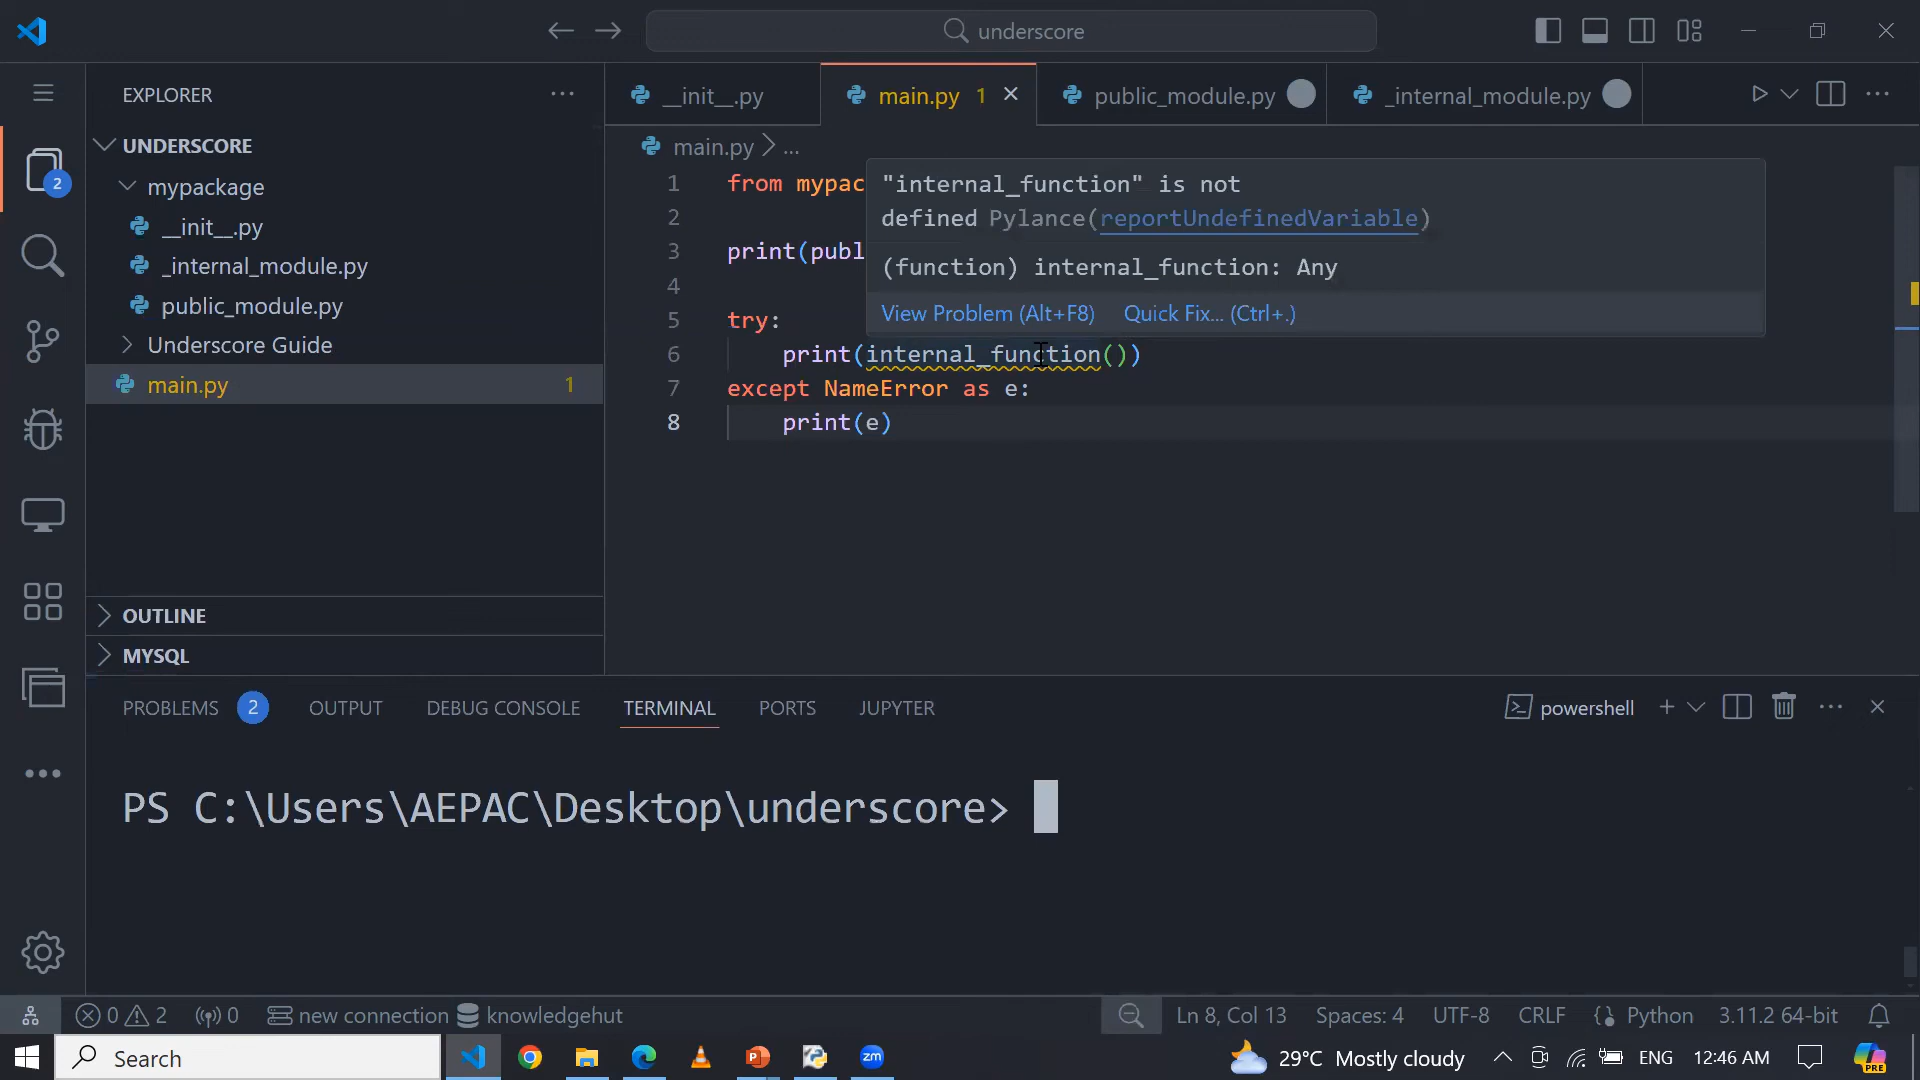 underscore
EXPLORER
UNDERSCORE
mypackage
__init__.py
_internal_module.py
public_module.py
Underscore Guide
main.py 1
OUTLINE
MYSQL
2
__init__.py
main.py 1
public_module.py
_internal_module.py
main.py > ...
1 from mypac
2
3 print(publ
4
5 try:
6 print(internal_function())
7 except NameError as e:
8 print(e)
"internal_function" is not
defined Pylance(reportUndefinedVariable)
(function) internal_function: Any
View Problem (Alt+F8) Quick Fix... (Ctrl+.)
PROBLEMS 2 OUTPUT DEBUG CONSOLE TERMINAL PORTS JUPYTER powershell
PS C:\Users\AEPAC\Desktop\underscore>
0 2 0 new connection knowledgehut Ln 8, Col 13 Spaces: 4 UTF-8 CRLF Python 3.11.2 64-bit
Search zm 29°C Mostly cloudy ENG 12:46 AM PRE